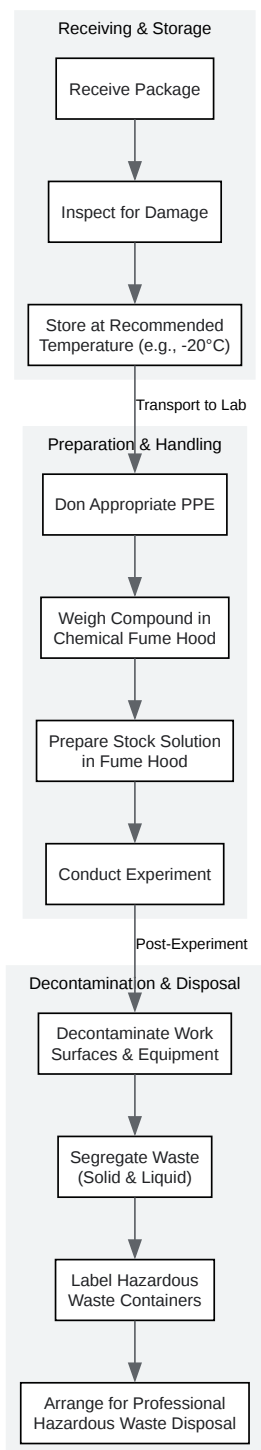 Receiving & Storage
Receive Package
Inspect for Damage
Store at Recommended
Temperature (e.g., -20°C)
Transport to Lab
Preparation & Handling
Don Appropriate PPE
Weigh Compound in
Chemical Fume Hood
Prepare Stock Solution
in Fume Hood
Conduct Experiment
Post-Experiment
Decontamination & Disposal
Decontaminate Work
Surfaces & Equipment
Segregate Waste
(Solid & Liquid)
Label Hazardous
Waste Containers
Arrange for Professional
Hazardous Waste Disposal